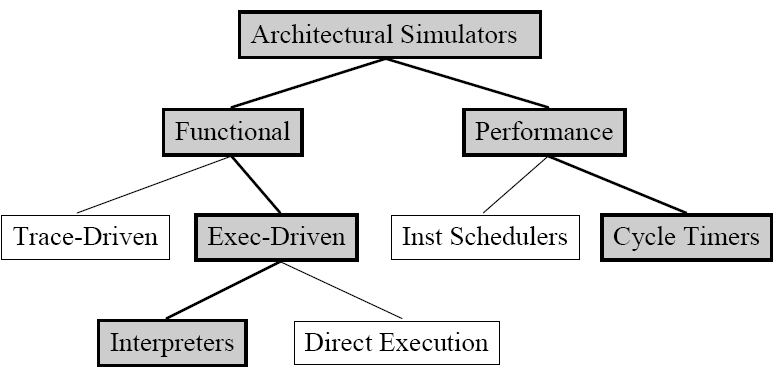 Architectural Simulators
Functional
Performance
Trace-Driven
Exec-Driven
Inst Schedulers
Cycle Timers
Interpreters
Direct Execution